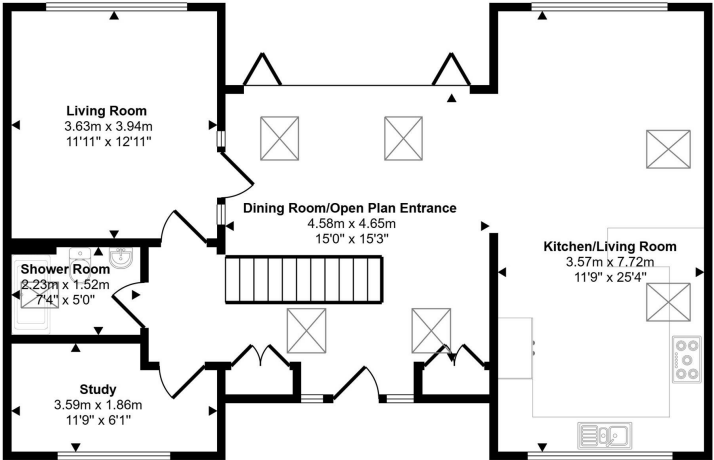 Living Room
3.63m x 3.94m
11'11" x 12'11"
Dining Room/Open Plan Entrance
4.58m x 4.65m
15'0" x 15'3"
Kitchen/Living Room
3.57m x 7.72m
11'9" x 25'4"
Shower Room
2.23m x 1.52m
7'4" x 5'0"
Study
3.59m x 1.86m
11'9" x 6'1"